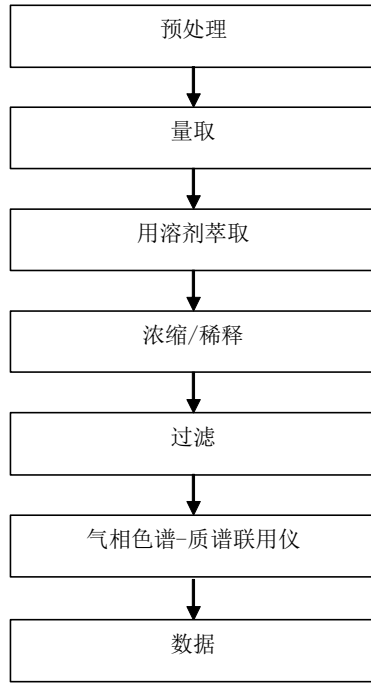 预处理
量取
用溶剂萃取
浓缩/稀释
过滤
气相色谱-质谱联用仪
数据